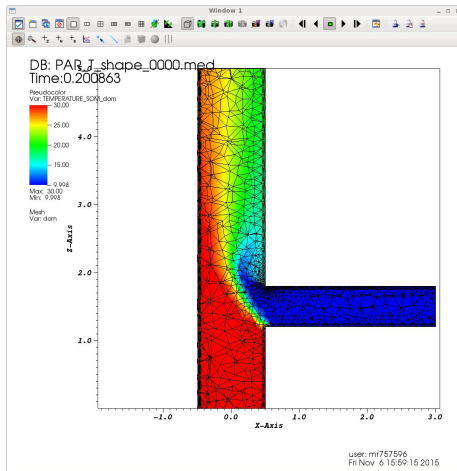 Window 1
DB: PAR_T_shape_0000.med
Time:0.200863
Pseudocolor
Var: TEMPERATURE_SOM_dom
30.00
25.00
20.00
15.00
9.998
Max: 30.00
Min: 9.998
Mesh
Var: dom
5.0
4.0
3.0
2.0
1.0
Z-Axis
-1.0 0.0 1.0 2.0 3.0
X-Axis
user: mr757596
Fri Nov 6 15:59:15 2015